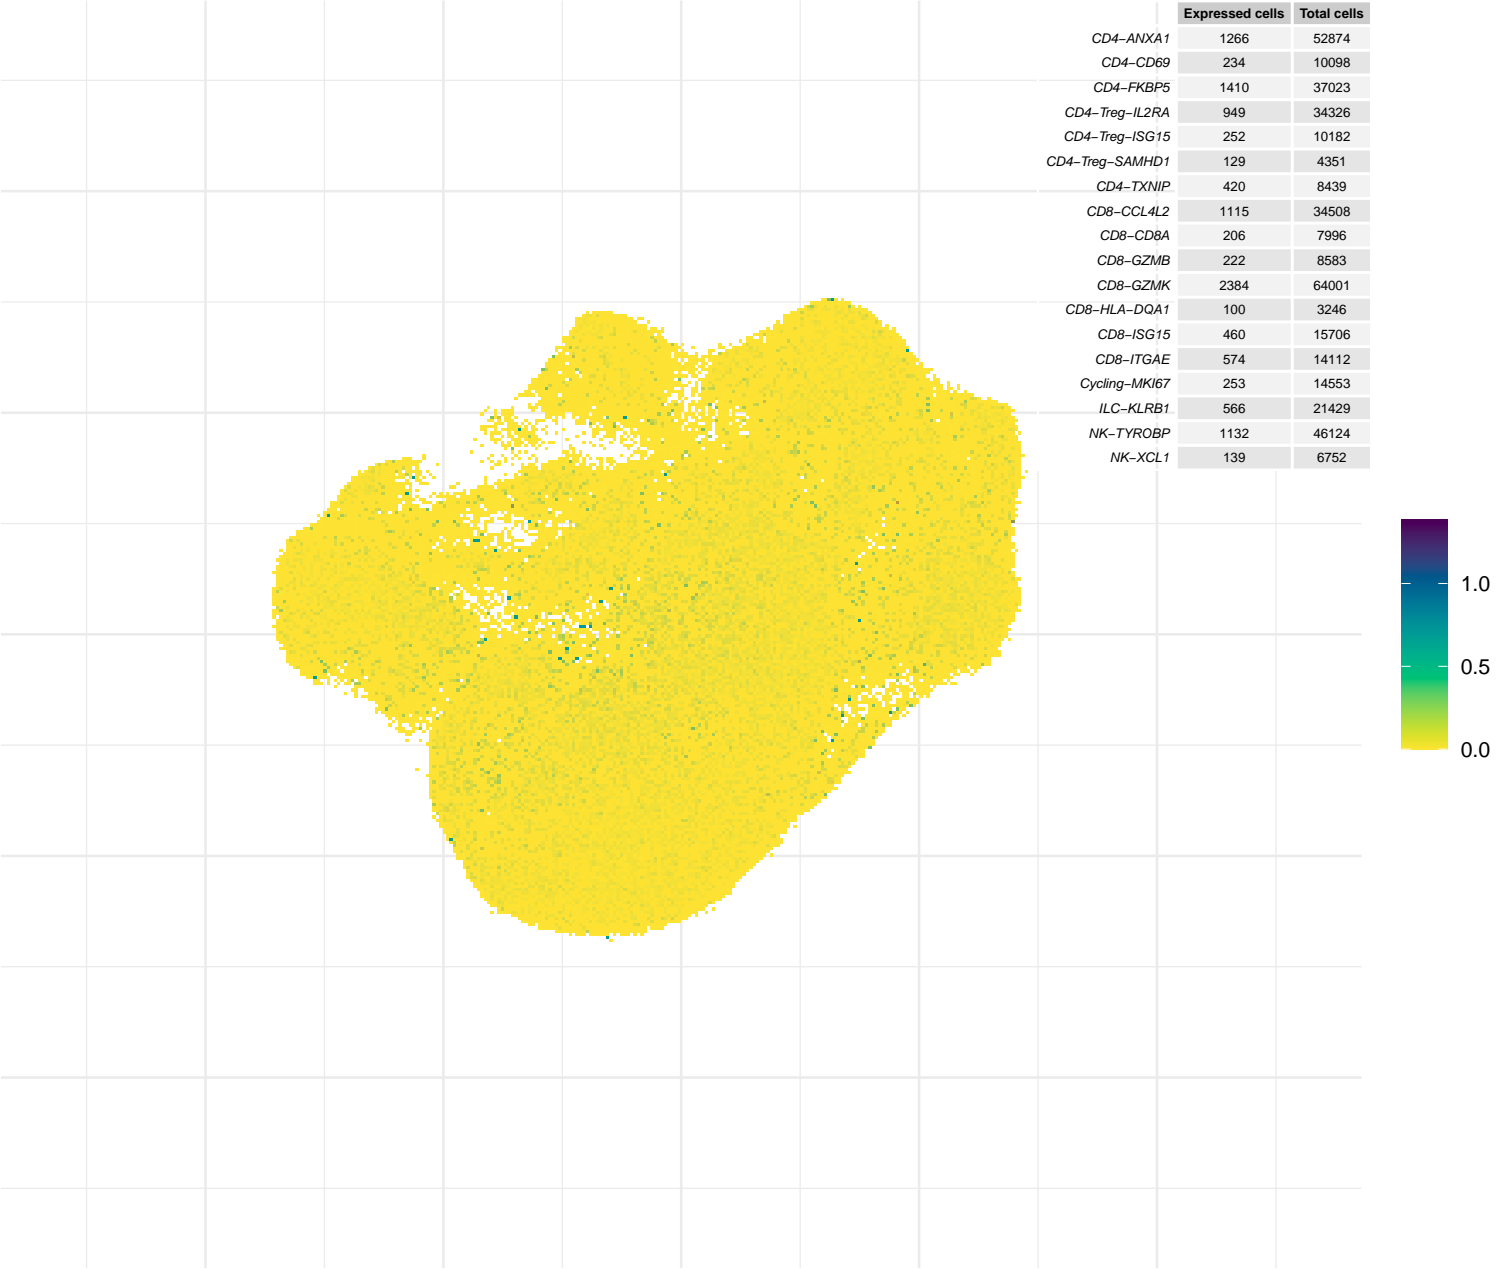 Expressed cells Total cells
CD4−ANXA1 1266 52874
CD4−CD69 234 10098
CD4−FKBP5 1410 37023
CD4−Treg−IL2RA 949 34326
CD4−Treg−ISG15 252 10182
CD4−Treg−SAMHD1 129 4351
CD4−TXNIP 420 8439
CD8−CCL4L2 1115 34508
CD8−CD8A 206 7996
CD8−GZMB 222 8583
CD8−GZMK 2384 64001
CD8−HLA−DQA1 100 3246
CD8−ISG15 460 15706
CD8−ITGAE 574 14112
Cycling−MKI67 253 14553
ILC−KLRB1 566 21429
NK−TYROBP 1132 46124
NK−XCL1 139 6752
1.0
0.5
0.0